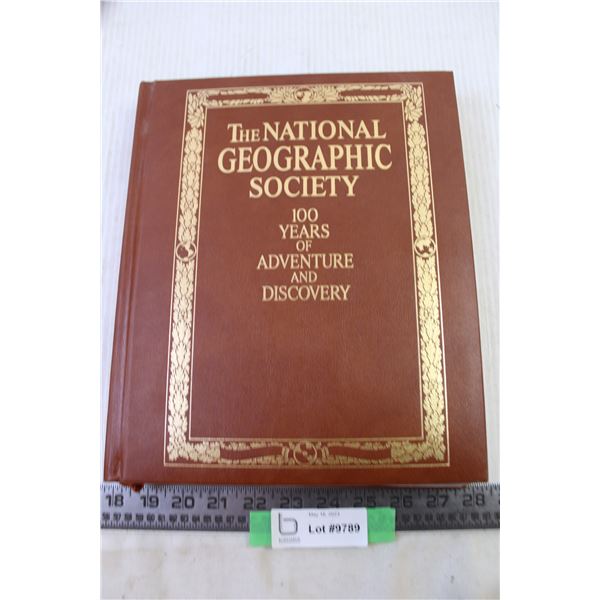 THE NATIONAL
GEOGRAPHIC
SOCIETY
100
YEARS
OF
ADVENTURE
AND
DISCOVERY
18 19 20 21 22 23 24 25 26 27 28
b
Lot #9789